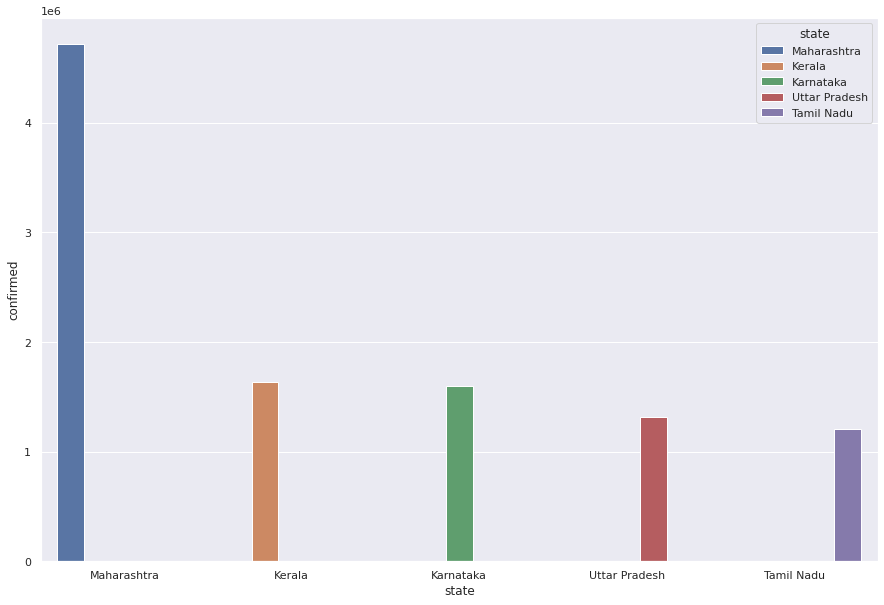 1e6
state
Maharashtra
Kerala
Karnataka
Uttar Pradesh
Tamil Nadu
4
3
2
1
0
confirmed
Maharashtra Kerala Karnataka Uttar Pradesh Tamil Nadu
state